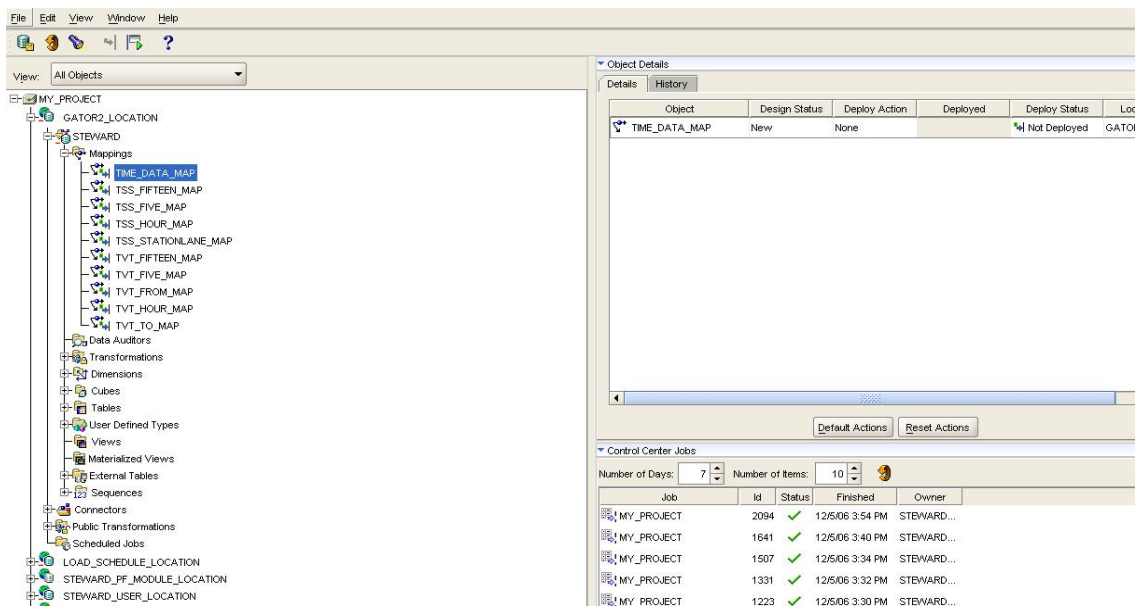 File Edit View Window Help
?
View: All Objects
MY_PROJECT
GATOR2_LOCATION
STEWARD
Mappings
TIME_DATA_MAP
TSS_FIFTEEN_MAP
TSS_FIVE_MAP
TSS_HOUR_MAP
TSS_STATIONLANE_MAP
TVT_FIFTEEN_MAP
TVT_FIVE_MAP
TVT_FROM_MAP
TVT_HOUR_MAP
TVT_TO_MAP
Data Auditors
Transformations
Dimensions
Cubes
Tables
User Defined Types
Views
Materialized Views
External Tables
123 Sequences
Connectors
Public Transformations
Scheduled Jobs
LOAD_SCHEDULE_LOCATION
STEWARD_PF_MODULE_LOCATION
STEWARD_USER_LOCATION
Object Details
Details History
Object Design Status Deploy Action Deployed Deploy Status Loc
TIME_DATA_MAP New None Not Deployed GATO
Default Actions Reset Actions
Control Center Jobs
Number of Days: 7 Number of Items: 10
Job Id Status Finished Owner
MY_PROJECT 2094 12/5/06 3:54 PM STEWARD...
MY_PROJECT 1641 12/5/06 3:40 PM STEWARD...
MY_PROJECT 1507 12/5/06 3:34 PM STEWARD...
MY_PROJECT 1331 12/5/06 3:32 PM STEWARD...
MY_PROJECT 1223 12/5/06 3:30 PM STEWARD...